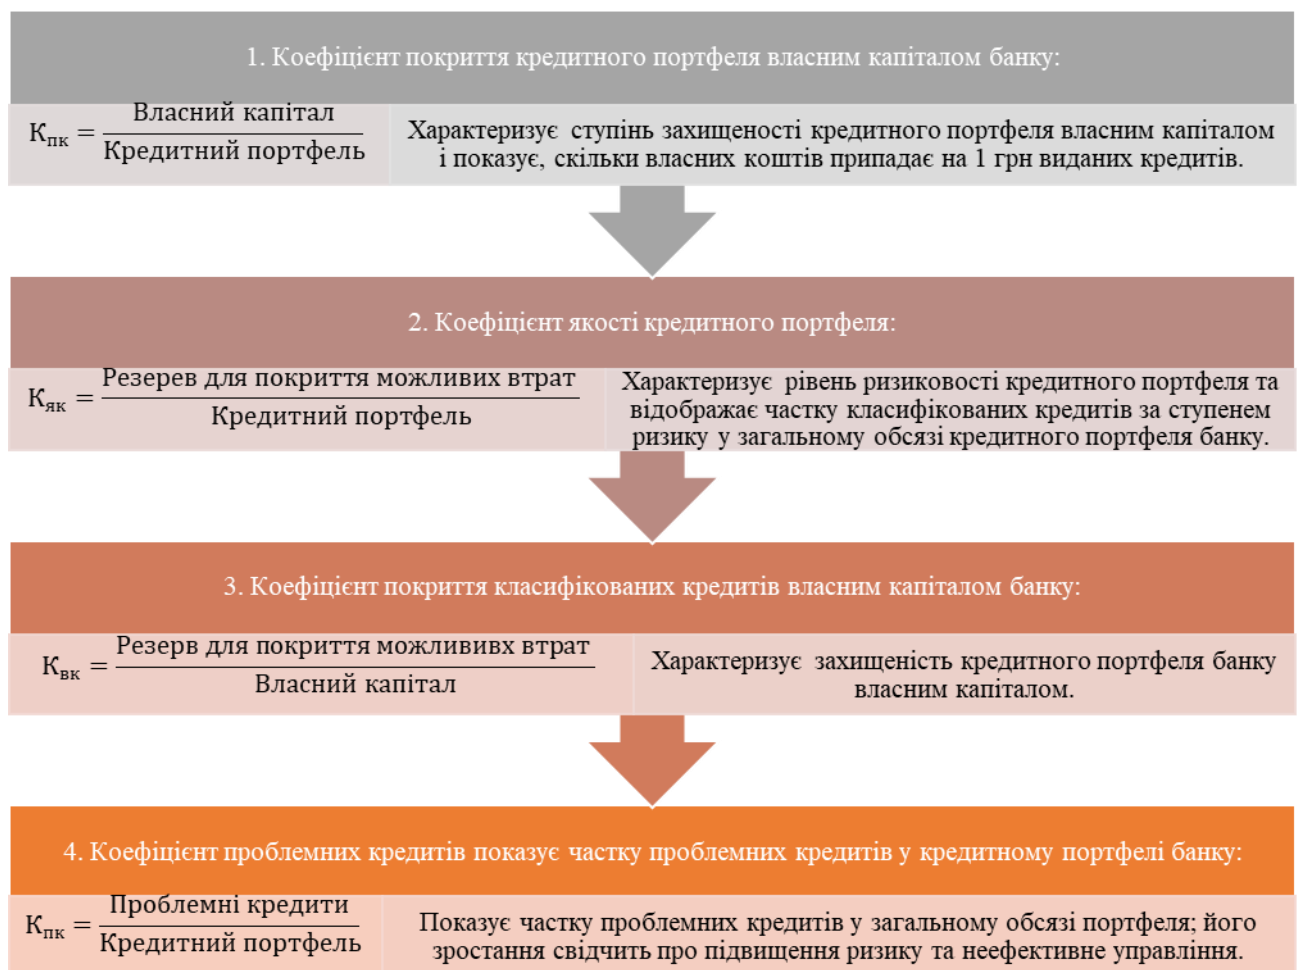 1. Коефіцієнт покриття кредитного портфеля власним капіталом банку:
Kпк = Власний капітал / Кредитний портфель
Характеризує ступінь захищеності кредитного портфеля власним капіталом
і показує, скільки власних коштів припадає на 1 грн виданих кредитів.
2. Коефіцієнт якості кредитного портфеля:
Kяк = Резерев для покриття можливих втрат / Кредитний портфель
Характеризує рівень ризиковості кредитного портфеля та
відображає частку класифікованих кредитів за ступенем
ризику у загальному обсязі кредитного портфеля банку.
3. Коефіцієнт покриття класифікованих кредитів власним капіталом банку:
Kвк = Резерв для покриття можлививх втрат / Власний капітал
Характеризує захищеність кредитного портфеля банку
власним капіталом.
4. Коефіцієнт проблемних кредитів показує частку проблемних кредитів у кредитному портфелі банку:
Kпк = Проблемні кредити / Кредитний портфель
Показує частку проблемних кредитів у загальному обсязі портфеля; його
зростання свідчить про підвищення ризику та неефективне управління.